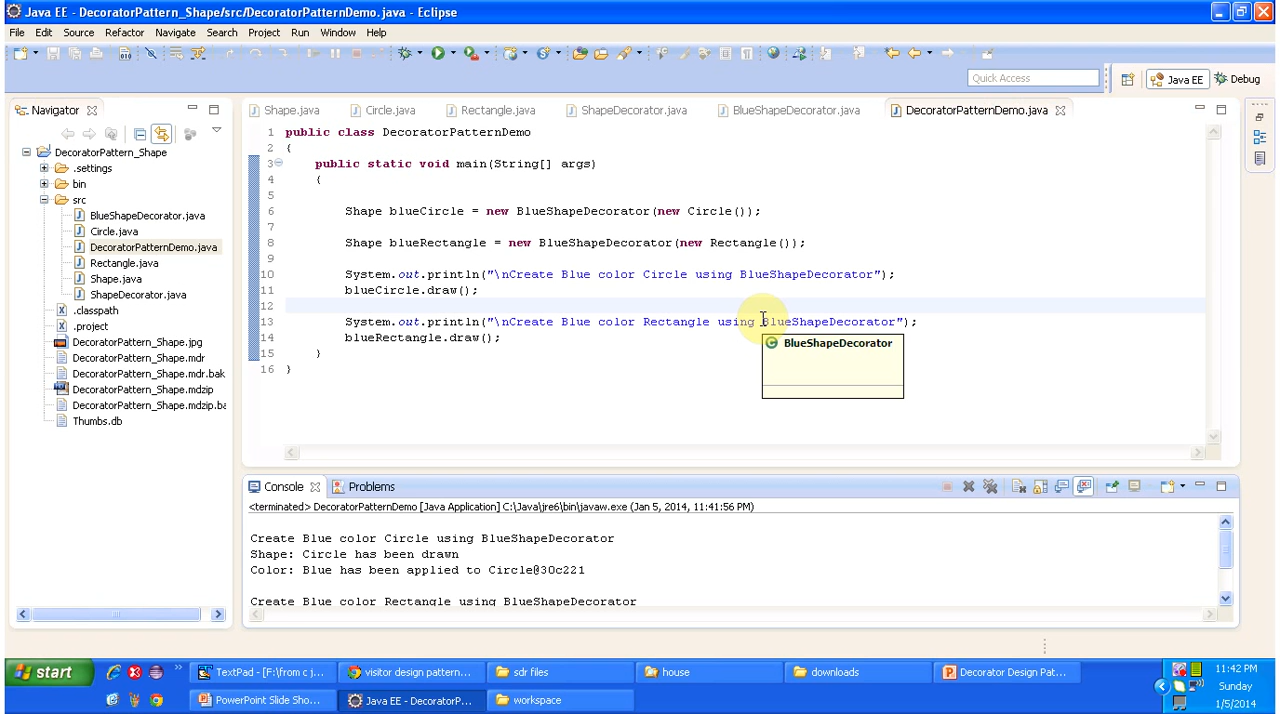 Java EE - DecoratorPattern_Shape/src/DecoratorPatternDemo.java - Eclipse
File Edit Source Refactor Navigate Search Project Run Window Help
Quick Access
Java EE
Debug
Navigator
DecoratorPattern_Shape
.settings
bin
src
BlueShapeDecorator.java
Circle.java
DecoratorPatternDemo.java
Rectangle.java
Shape.java
ShapeDecorator.java
.classpath
.project
DecoratorPattern_Shape.jpg
DecoratorPattern_Shape.mdr
DecoratorPattern_Shape.mdr.bak
DecoratorPattern_Shape.mdzip
DecoratorPattern_Shape.mdzip.ba
Thumbs.db
Shape.java Circle.java Rectangle.java ShapeDecorator.java BlueShapeDecorator.java DecoratorPatternDemo.java
1 public class DecoratorPatternDemo
2 {
3 public static void main(String[] args)
4 {
5
6 Shape blueCircle = new BlueShapeDecorator(new Circle());
7
8 Shape blueRectangle = new BlueShapeDecorator(new Rectangle());
9
10 System.out.println("\nCreate Blue color Circle using BlueShapeDecorator");
11 blueCircle.draw();
12
13 System.out.println("\nCreate Blue color Rectangle using BlueShapeDecorator");
14 blueRectangle.draw();
15 }
16 }
BlueShapeDecorator
Console Problems
<terminated> DecoratorPatternDemo [Java Application] C:\Java\jre6\bin\javaw.exe (Jan 5, 2014, 11:41:56 PM)
Create Blue color Circle using BlueShapeDecorator
Shape: Circle has been drawn
Color: Blue has been applied to Circle@30c221
Create Blue color Rectangle using BlueShapeDecorator
start
TextPad - [F:\from c j...
visitor design pattern...
sdr files
house
downloads
Decorator Design Pat...
PowerPoint Slide Sho...
Java EE - DecoratorP...
workspace
11:42 PM
Sunday
1/5/2014